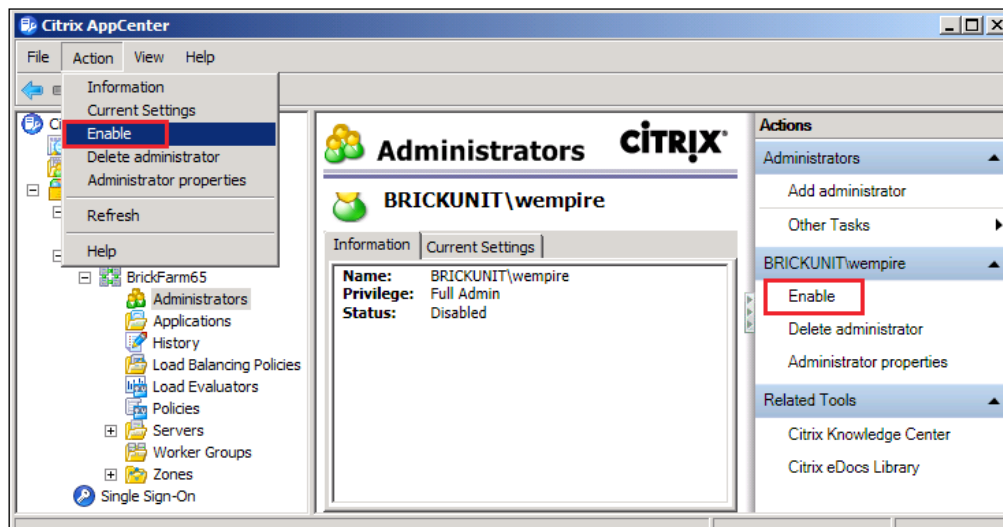 Citrix AppCenter
File Action View Help
Information
Current Settings
Enable
Delete administrator
Administrator properties
Refresh
Help
BrickFarm65
Administrators
Applications
History
Load Balancing Policies
Load Evaluators
Policies
Servers
Worker Groups
Zones
Single Sign-On
Administrators
CITRIX
BRICKUNIT\wempire
Information Current Settings
Name: BRICKUNIT\wempire
Privilege: Full Admin
Status: Disabled
Actions
Administrators
Add administrator
Other Tasks
BRICKUNIT\wempire
Enable
Delete administrator
Administrator properties
Related Tools
Citrix Knowledge Center
Citrix eDocs Library